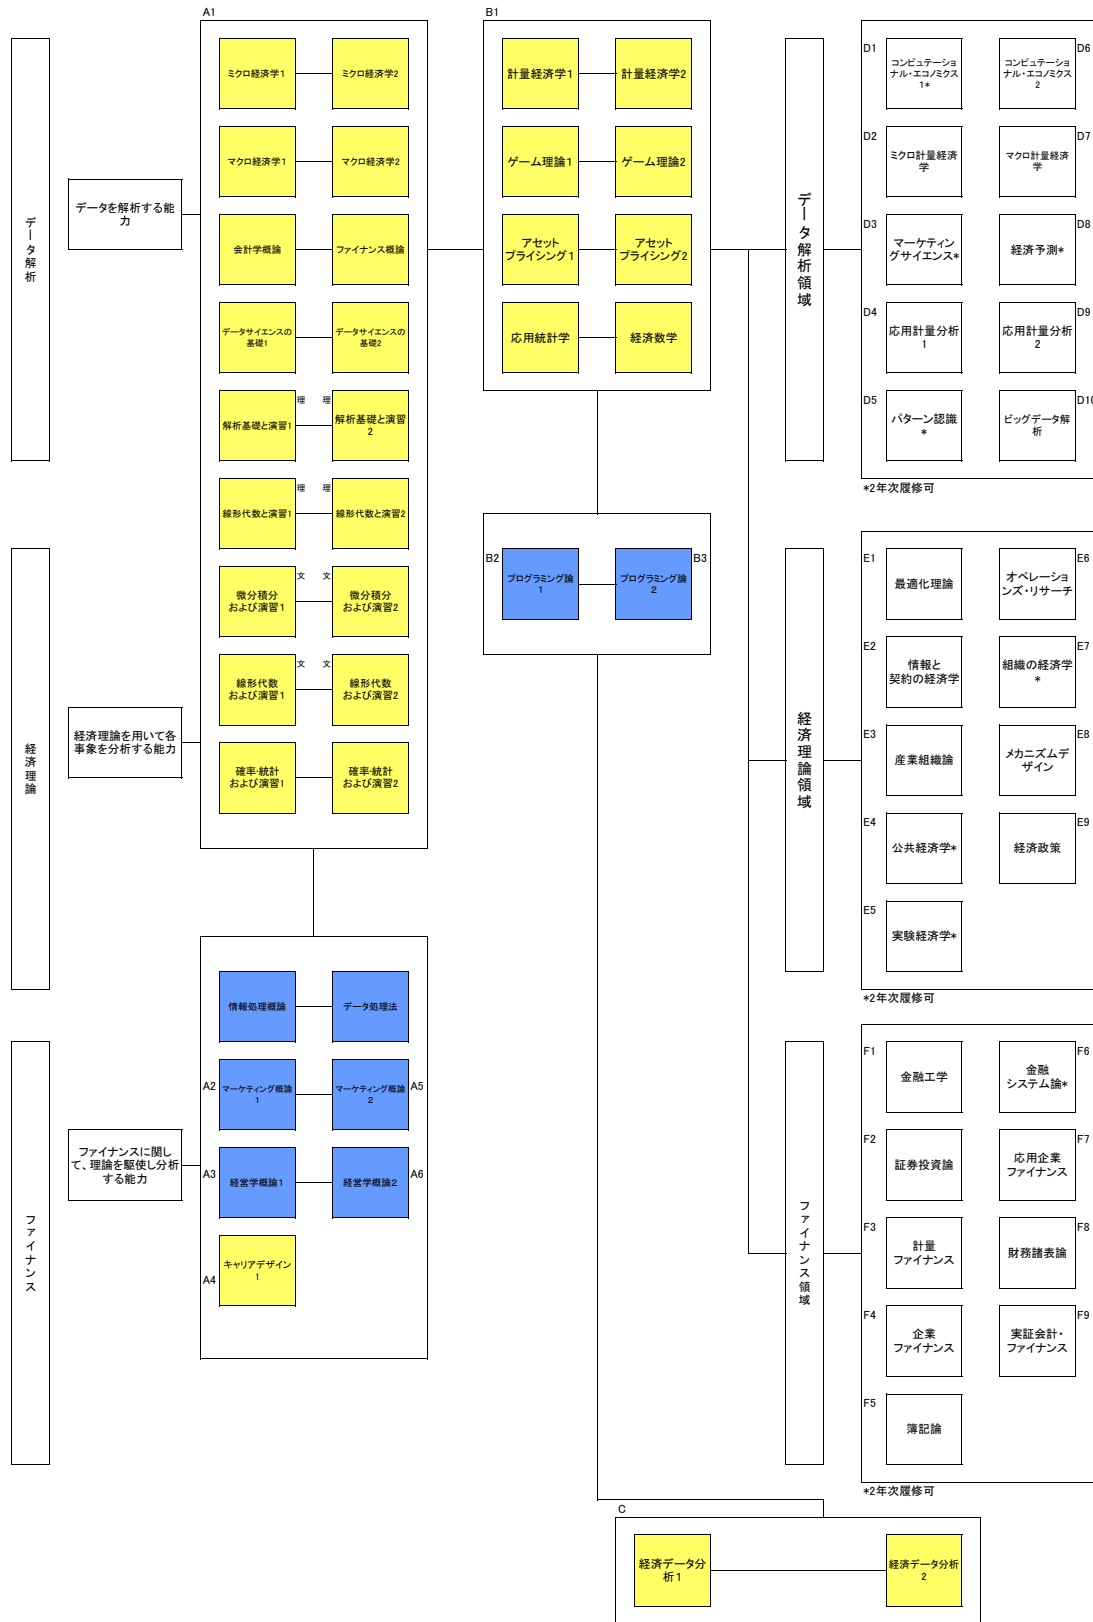 A1
B1
データ解析
データを解析する能
力
経済理論
経済理論を用いて各
事象を分析する能力
ファイナンス
ファイナンスに関し
て、理論を駆使し分析
する能力
ミクロ経済学1
ミクロ経済学2
マクロ経済学1
マクロ経済学2
会計学概論
ファイナンス概論
データサイエンスの
基礎1
データサイエンスの
基礎2
理 理
解析基礎と演習1
解析基礎と演習
2
理 理
線形代数と演習1
線形代数と演習2
文 文
微分積分
および演習1
微分積分
および演習2
文 文
線形代数
および演習1
線形代数
および演習2
確率・統計
および演習1
確率・統計
および演習2
情報処理概論
データ処理法
A2
マーケティング概論
1
マーケティング概論
2
A5
A3
経営学概論1
経営学概論2
A6
A4
キャリアデザイン
1
計量経済学1
計量経済学2
ゲーム理論1
ゲーム理論2
アセット
プライシング1
アセット
プライシング2
応用統計学
経済数学
B2
プログラミング論
1
プログラミング論
2
B3
データ解析領域
D1
コンピュテーショ
ナル・エコノミクス
1*
コンピュテーショ
ナル・エコノミクス
2
D6
D2
ミクロ計量経済
学
マクロ計量経済
学
D7
D3
マーケティン
グサイエンス*
経済予測*
D8
D4
応用計量分析
1
応用計量分析
2
D9
D5
パターン認識
*
ビッグデータ解
析
D10
*2年次履修可
経済理論領域
E1
最適化理論
オペレーショ
ンズ・リサーチ
E6
E2
情報と
契約の経済学
組織の経済学
*
E7
E3
産業組織論
メカニズムデ
ザイン
E8
E4
公共経済学*
経済政策
E9
E5
実験経済学*
*2年次履修可
ファイナンス領域
F1
金融工学
金融
システム論*
F6
F2
証券投資論
応用企業
ファイナンス
F7
F3
計量
ファイナンス
財務諸表論
F8
F4
企業
ファイナンス
実証会計・
ファイナンス
F9
F5
簿記論
*2年次履修可
C
経済データ分
析1
経済データ分析
2